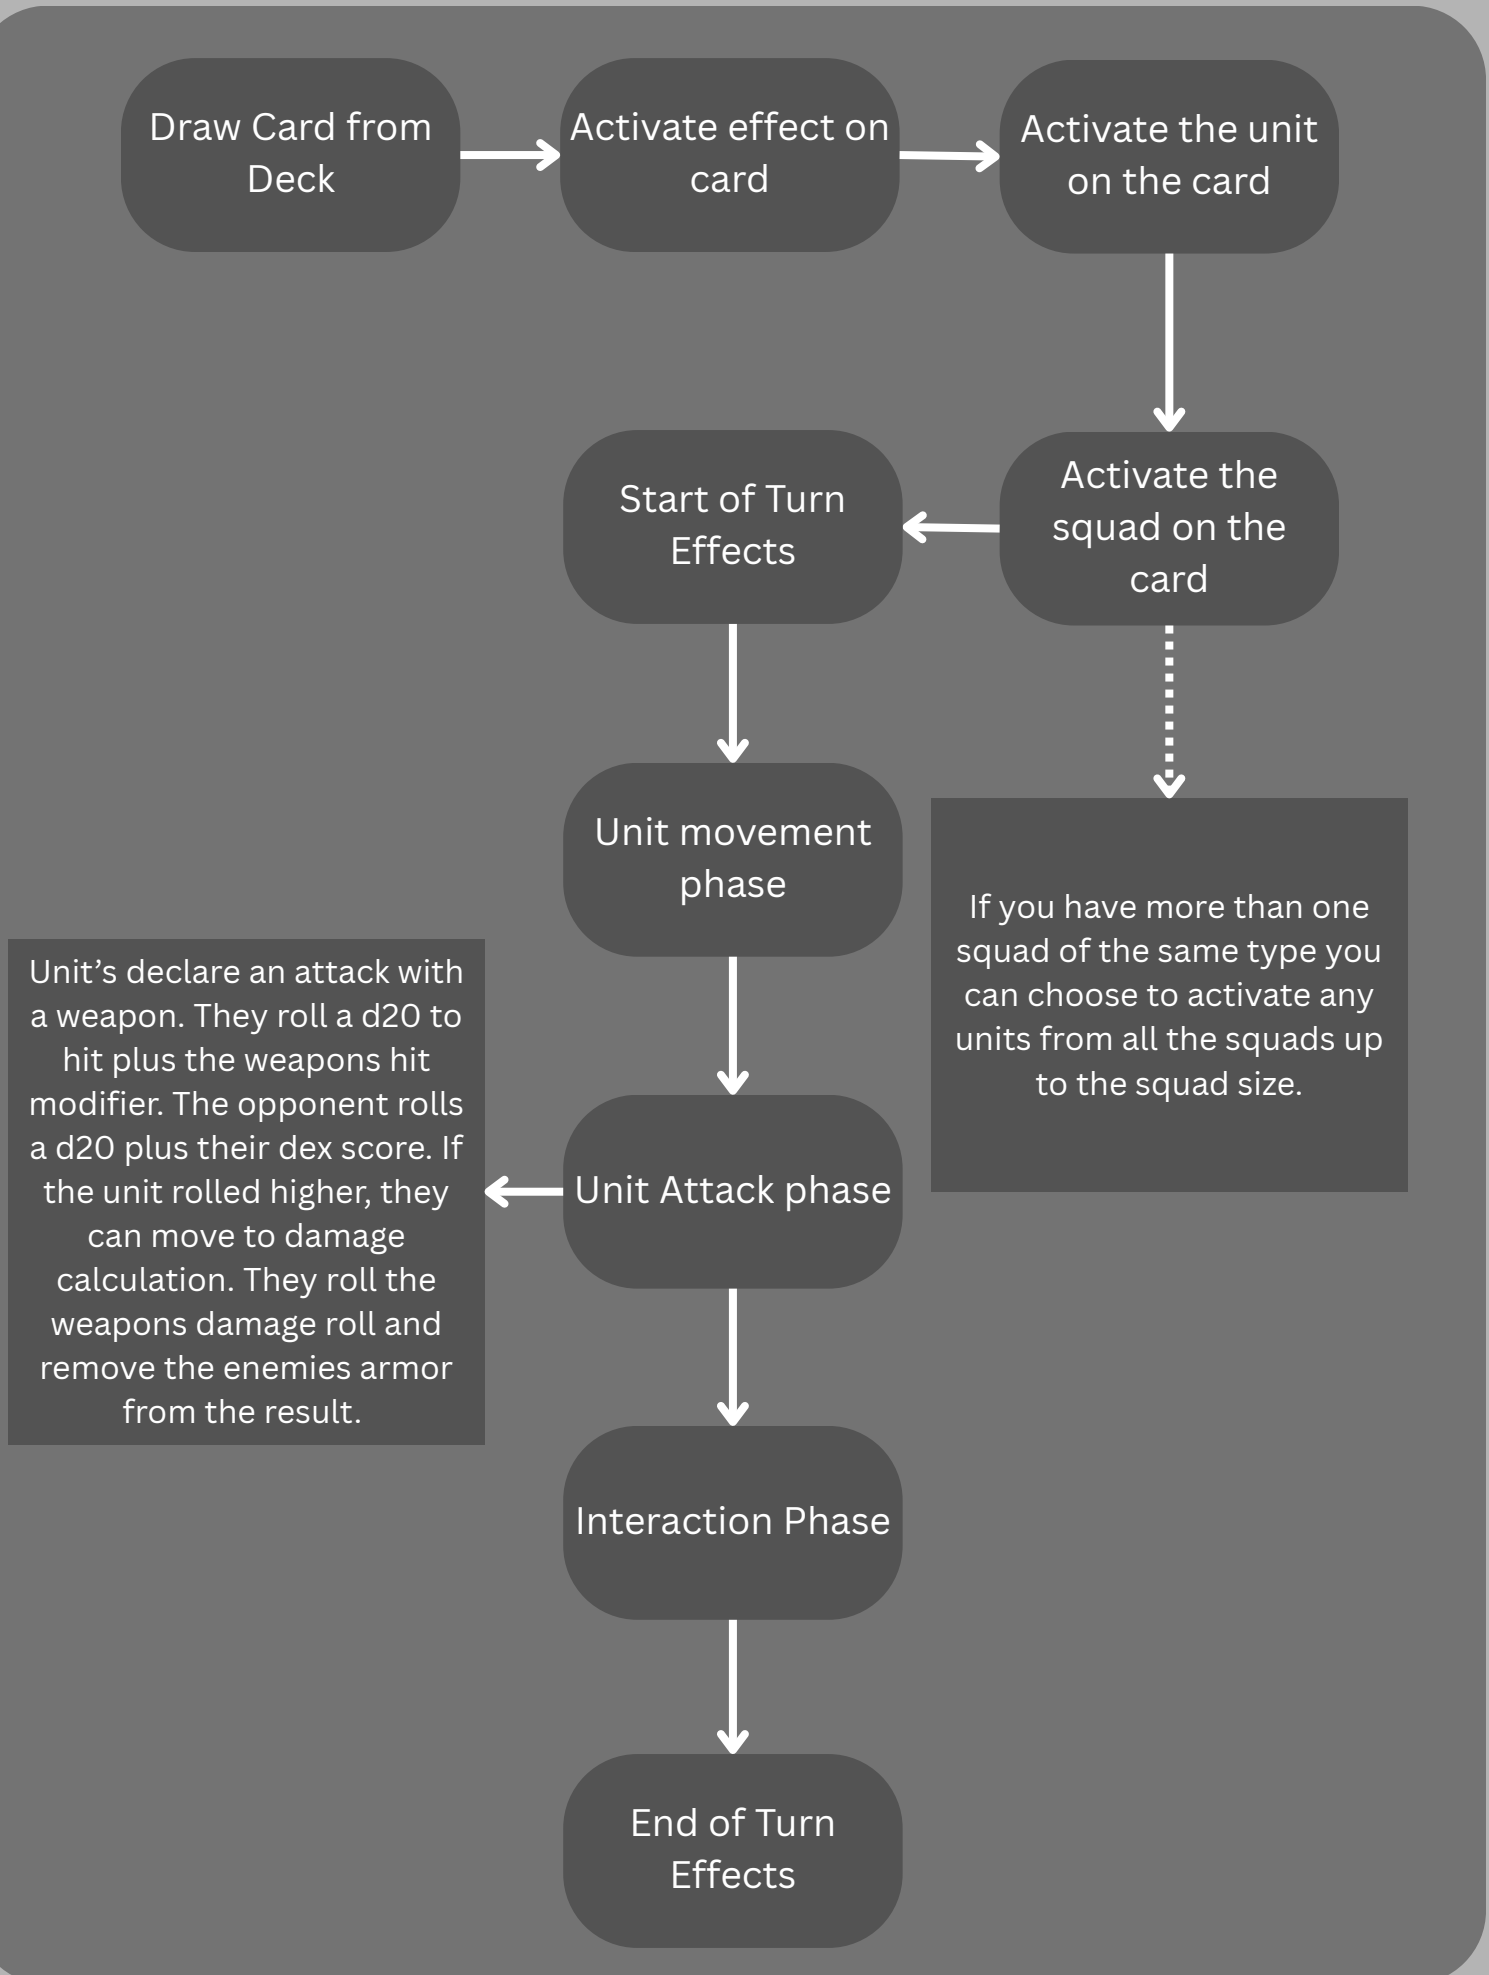 Draw Card from
Deck
Activate effect on
card
Activate the unit
on the card
Activate the
squad on the
card
Start of Turn
Effects
Unit movement
phase
If you have more than one
squad of the same type you
can choose to activate any
units from all the squads up
to the squad size.
Unit Attack phase
Unit’s declare an attack with
a weapon. They roll a d20 to
hit plus the weapons hit
modifier. The opponent rolls
a d20 plus their dex score. If
the unit rolled higher, they
can move to damage
calculation. They roll the
weapons damage roll and
remove the enemies armor
from the result.
Interaction Phase
End of Turn
Effects